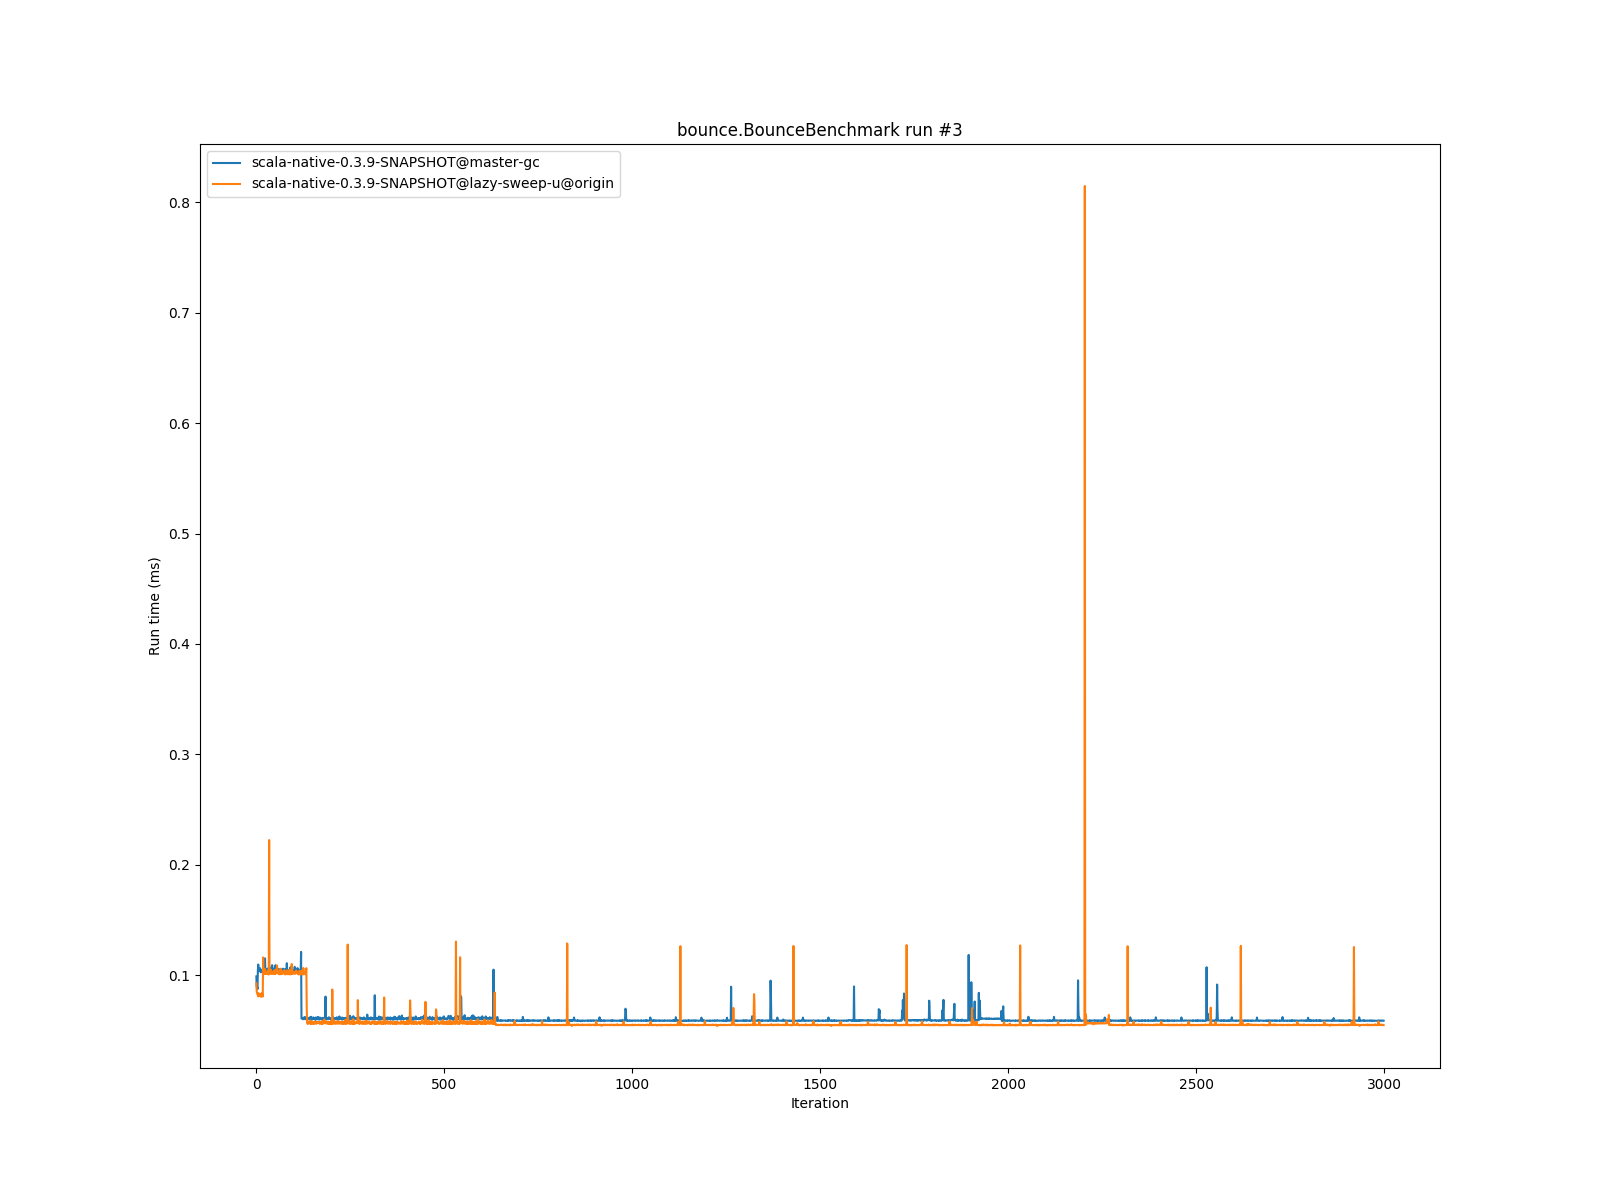 bounce.BounceBenchmark run #3
scala-native-0.3.9-SNAPSHOT@master-gc
scala-native-0.3.9-SNAPSHOT@lazy-sweep-u@origin
0.8
0.7
0.6
0.5
0.4
0.3
0.2
0.1
Run time (ms)
0 500 1000 1500 2000 2500 3000
Iteration